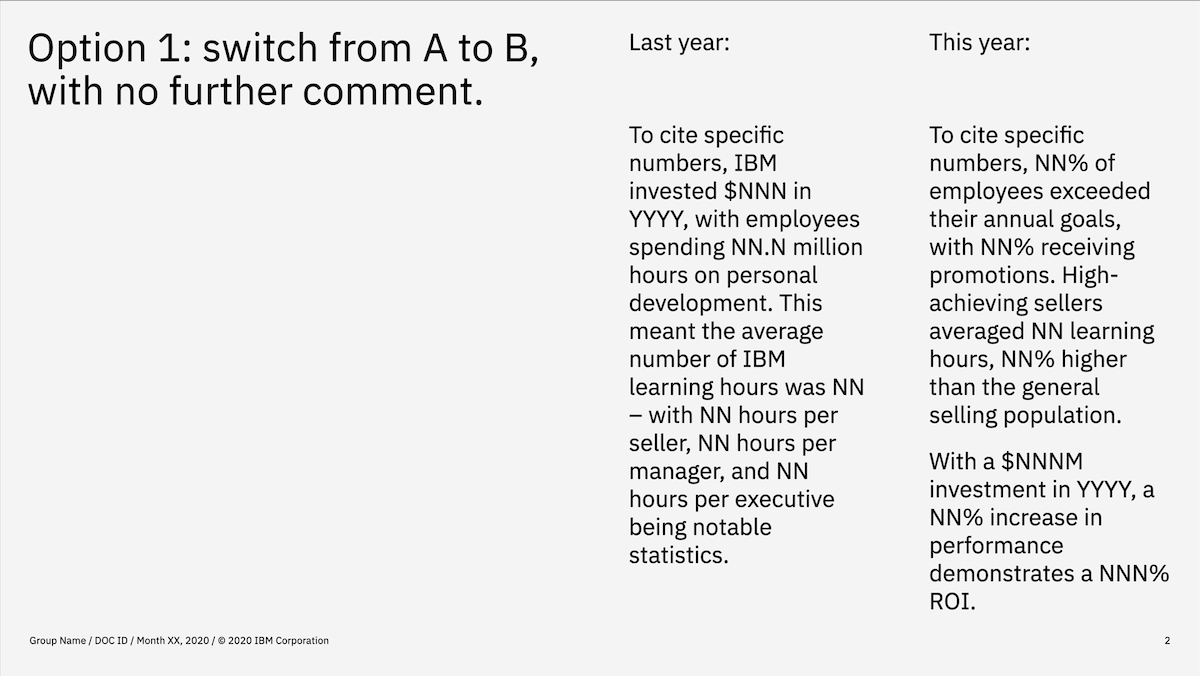 Option 1: switch from A to B,
with no further comment.
Last year:
To cite specific
numbers, IBM
invested $NNN in
YYYY, with employees
spending NN.N million
hours on personal
development. This
meant the average
number of IBM
learning hours was NN
– with NN hours per
seller, NN hours per
manager, and NN
hours per executive
being notable
statistics.
This year:
To cite specific
numbers, NN% of
employees exceeded
their annual goals,
with NN% receiving
promotions. High-
achieving sellers
averaged NN learning
hours, NN% higher
than the general
selling population.
With a $NNNM
investment in YYYY, a
NN% increase in
performance
demonstrates a NNN%
ROI.
Group Name / DOC ID / Month XX, 2020 / © 2020 IBM Corporation
2